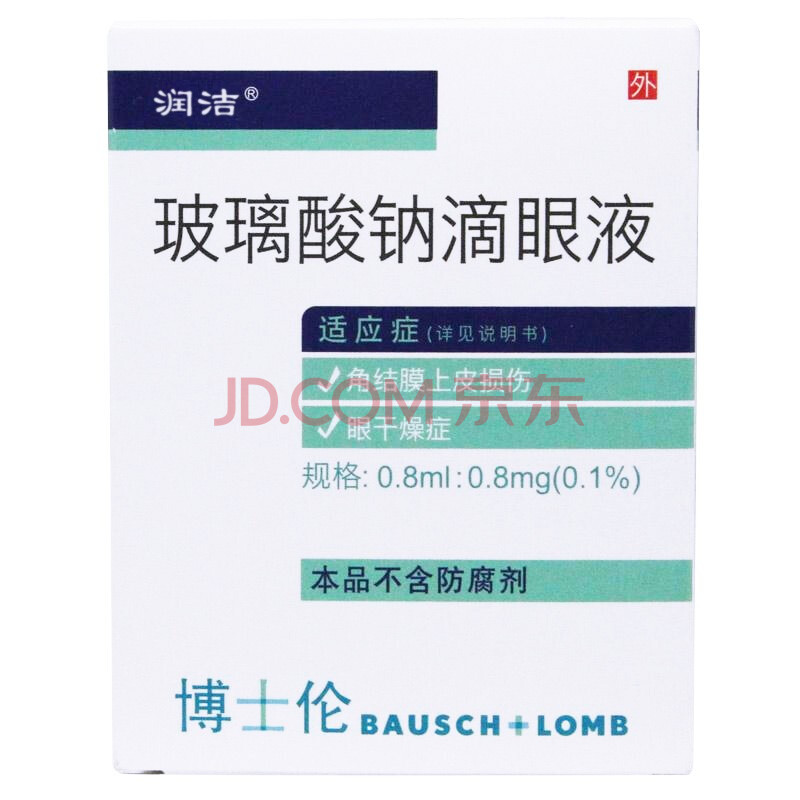 润洁®
外
玻璃酸钠滴眼液
适应症(详见说明书)
✓角结膜上皮损伤
JD.COM 京东
✓眼干燥症
规格: 0.8ml:0.8mg(0.1%)
本品不含防腐剂
博士伦 BAUSCH+LOMB